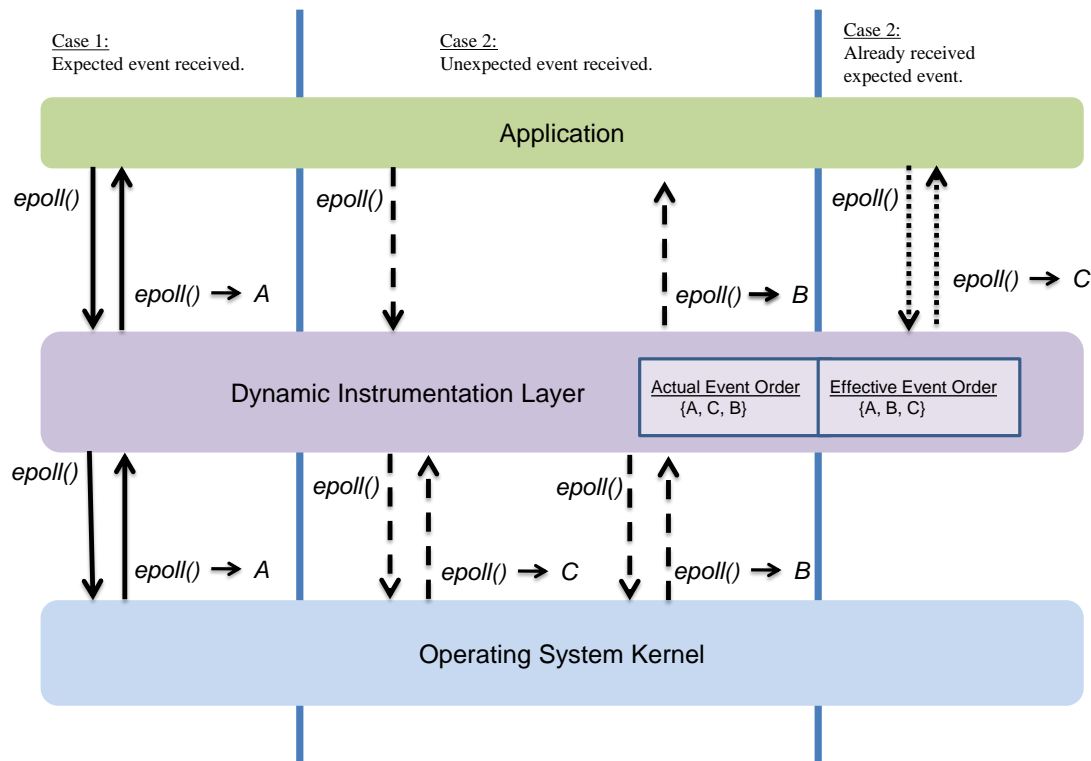 Case 1:
Expected event received.
Case 2:
Unexpected event received.
Case 2:
Already received
expected event.
Application
epoll()
epoll() → A
epoll()
epoll() → B
epoll()
epoll() → C
Dynamic Instrumentation Layer
Actual Event Order
{A, C, B}
Effective Event Order
{A, B, C}
epoll()
epoll() → A
epoll()
epoll() → C
epoll()
epoll() → B
Operating System Kernel